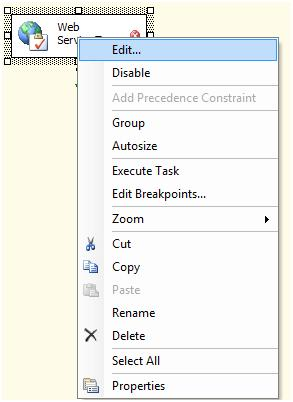 Web
Edit...
Disable
Add Precedence Constraint
Group
Autosize
Execute Task
Edit Breakpoints...
Zoom
Cut
Copy
Paste
Rename
Delete
Select All
Properties